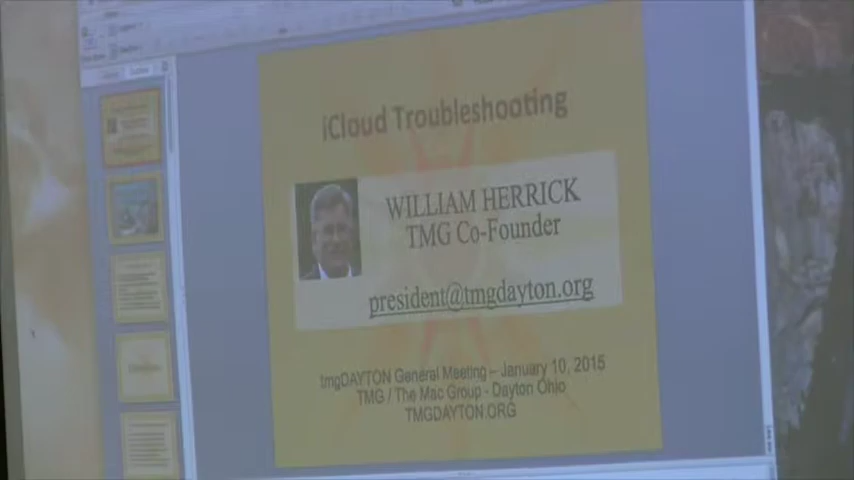 iCloud Troubleshooting
WILLIAM HERRICK
TMG Co-Founder
president@tmgdayton.org
tmgDAYTON General Meeting – January 10, 2015
TMG / The Mac Group - Dayton Ohio
TMGDAYTON.ORG